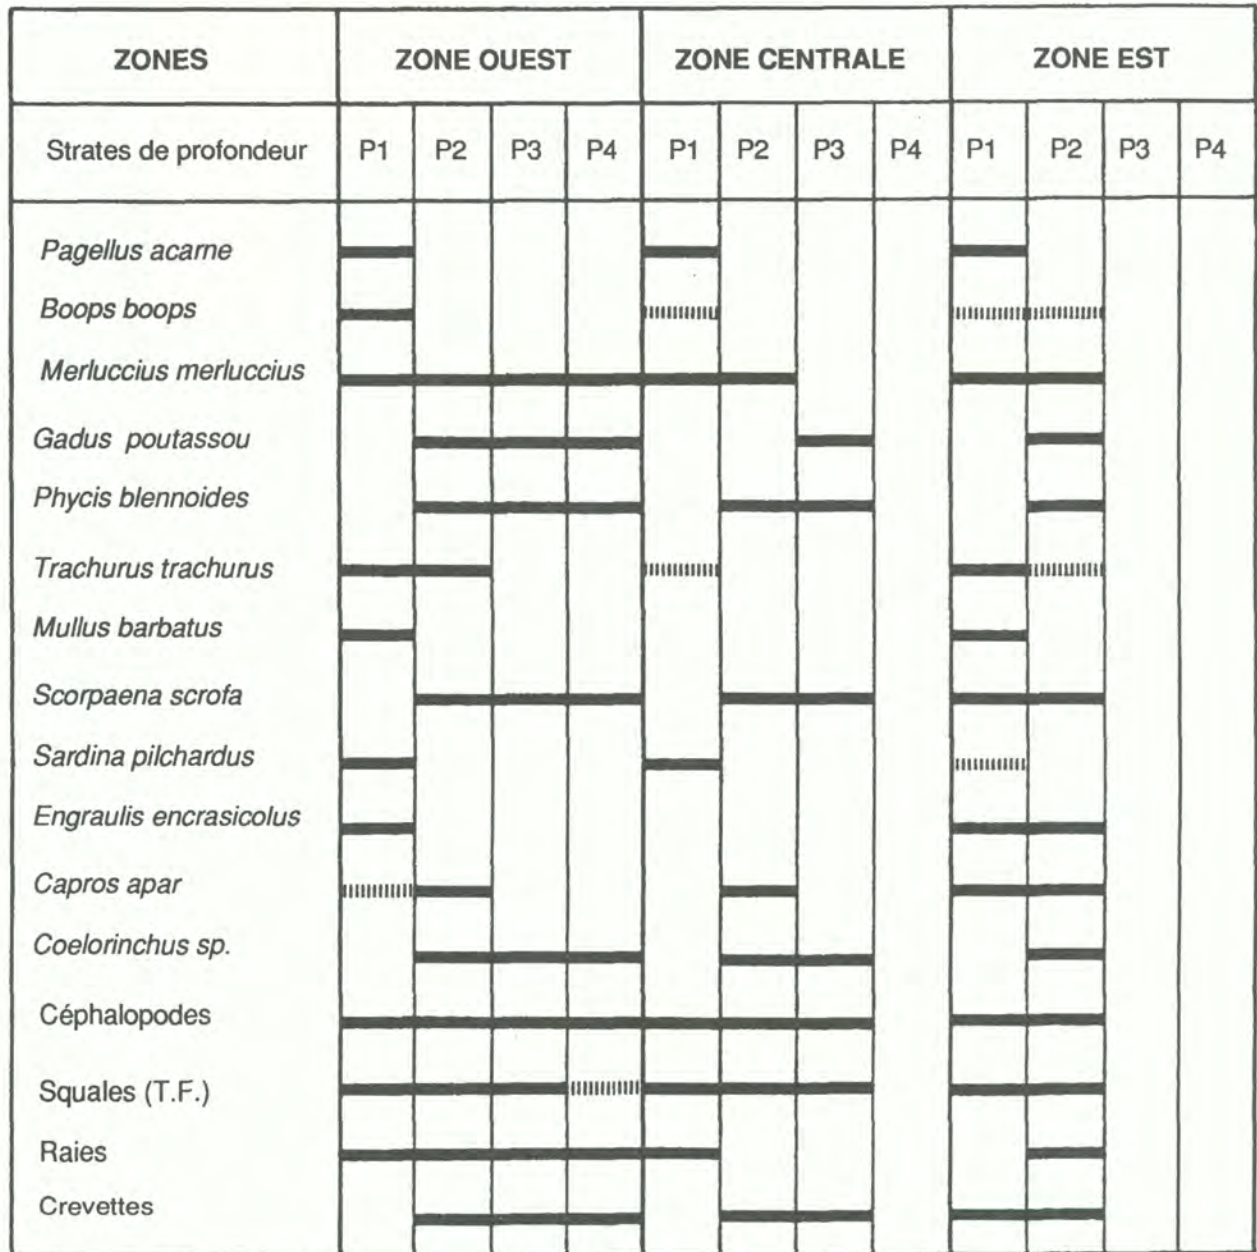 ZONES ZONE OUEST ZONE CENTRALE ZONE EST
Strates de profondeur P1 P2 P3 P4 P1 P2 P3 P4 P1 P2 P3 P4
Pagellus acarne
Boops boops
Merluccius merluccius
Gadus poutassou
Phycis blennoides
Trachurus trachurus
Mullus barbatus
Scorpaena scrofa
Sardina pilchardus
Engraulis encrasicolus
Capros apar
Coelorinchus sp.
Céphalopodes
Squales (T.F.)
Raies
Crevettes